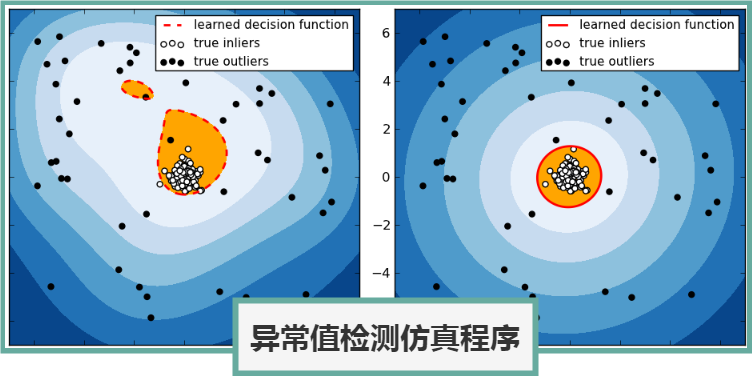 learned decision function
true inliers
true outliers
learned decision function
true inliers
true outliers
6
4
2
0
−2
−4
异常值检测仿真程序